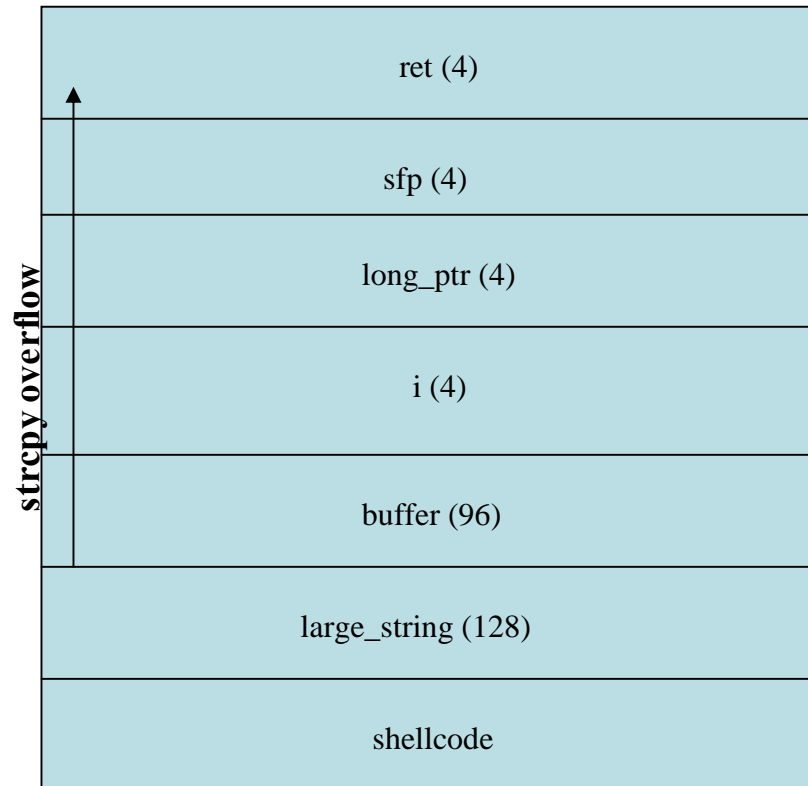 ret (4)
sfp (4)
long_ptr (4)
i (4)
buffer (96)
large_string (128)
shellcode
strcpy overflow